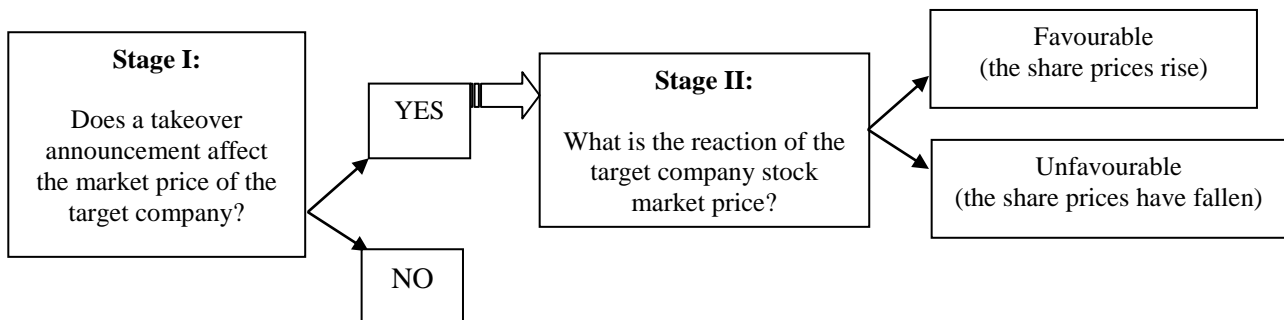 Stage I:
Does a takeover
announcement affect
the market price of the
target company?
YES
NO
Stage II:
What is the reaction of the
target company stock
market price?
Favourable
(the share prices rise)
Unfavourable
(the share prices have fallen)